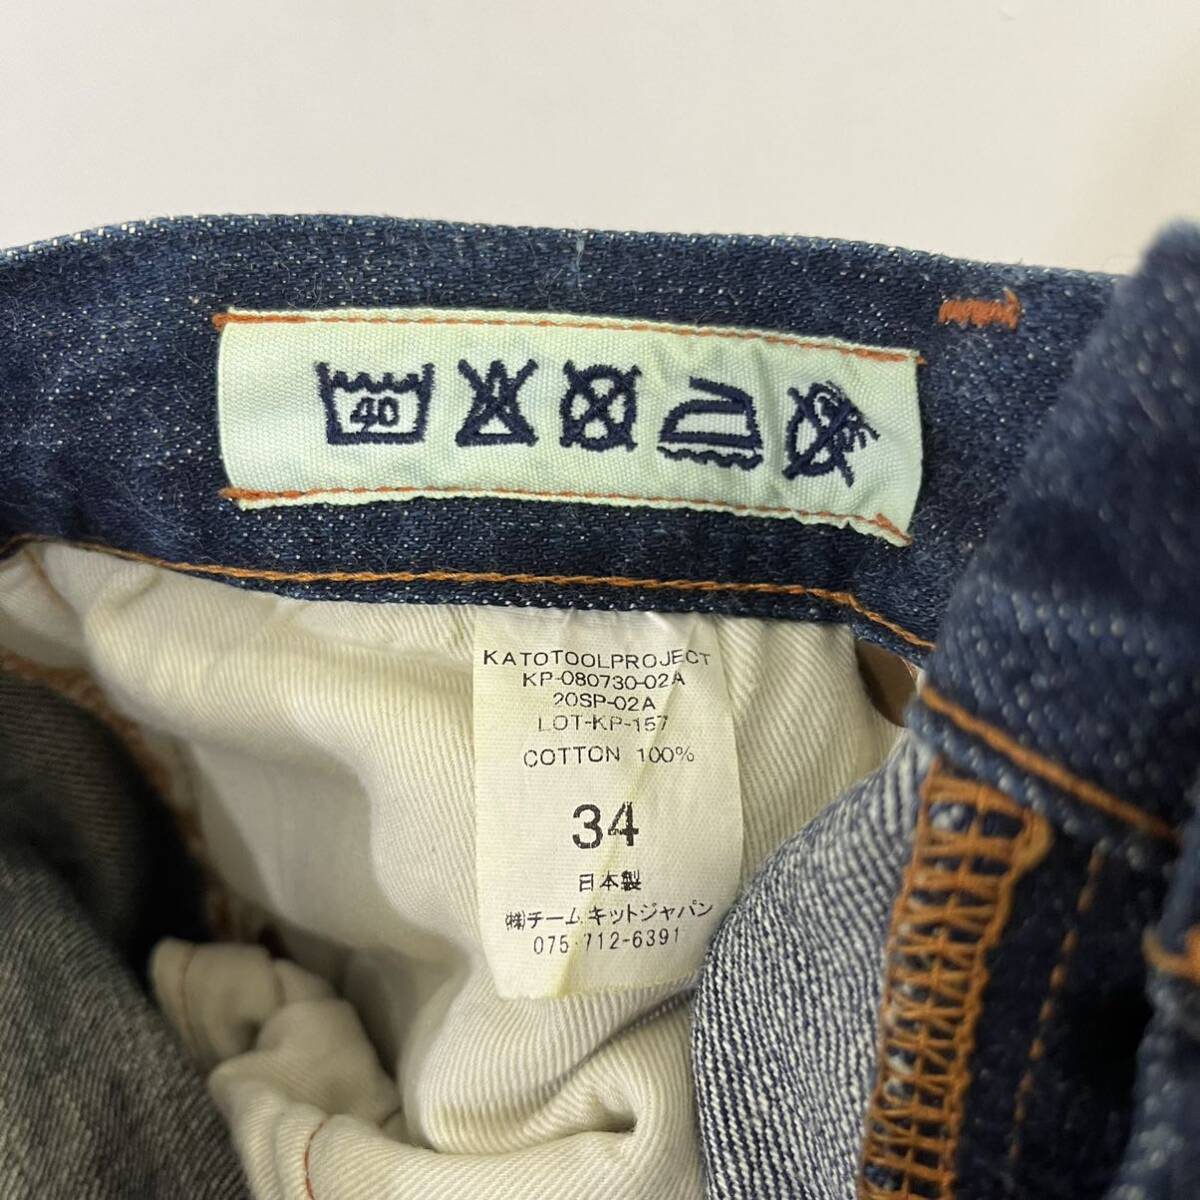 40
KATOTOOLPROJECT
KP-080730-02A
20SP-02A
LOT-KP-157
COTTON 100%
34
日本製
㈱チームキットジャパン
075-712-6391